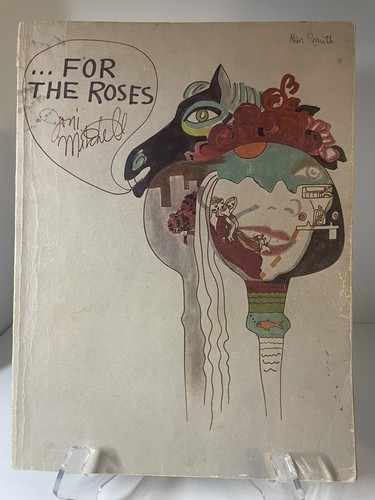 Nan Smith
... FOR
THE ROSES
Joni
Mitchell